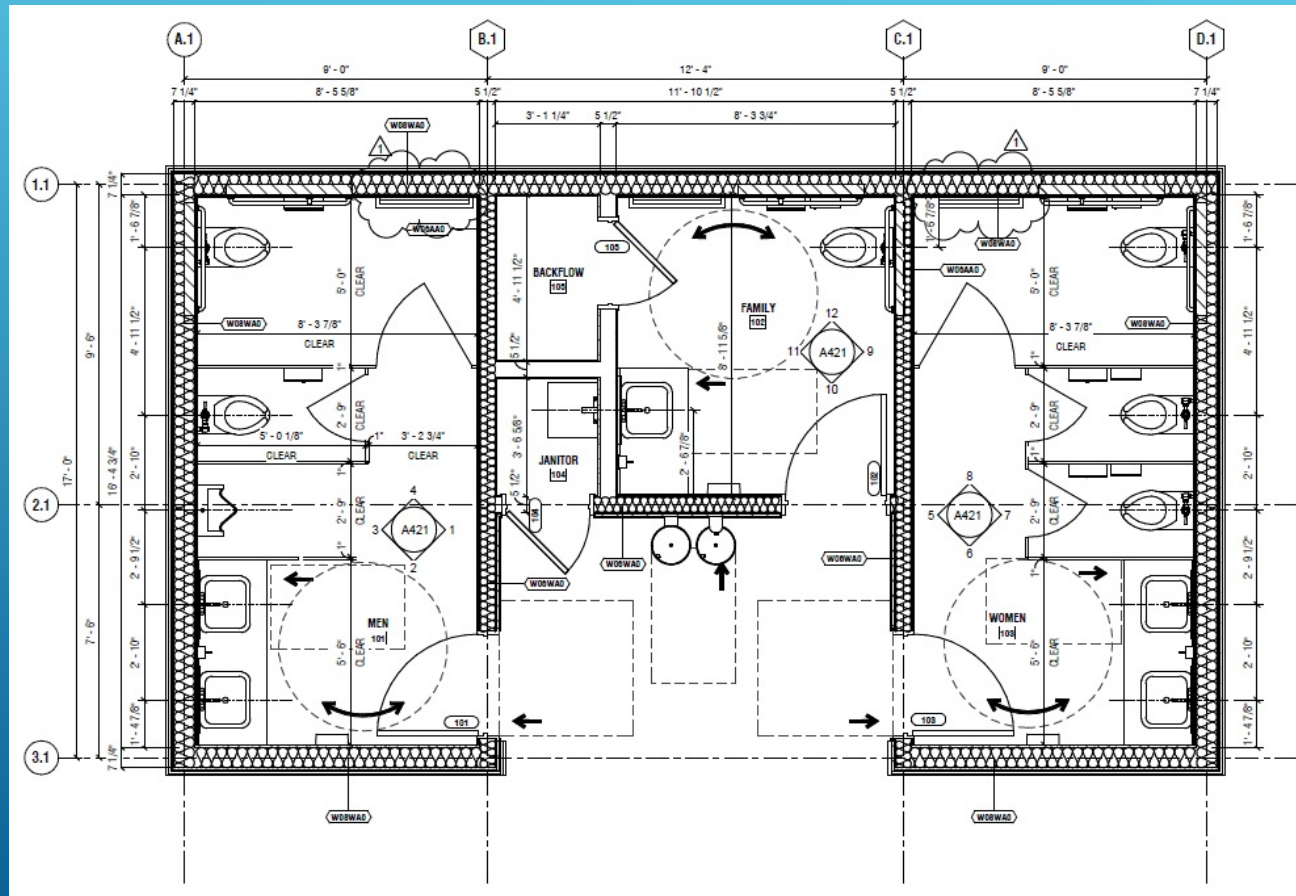 A.1
B.1
C.1
D.1
9' - 0"
12' - 4"
9' - 0"
7 1/4"
8' - 5 5/8"
5 1/2"
11' - 10 1/2"
5 1/2"
8' - 5 5/8"
7 1/4"
3' - 1 1/4"
5 1/2"
8' - 3 3/4"
W08WA0
1
1
1.1
7 1/4"
1' - 6 7/8"
W06AA0
105
1' - 6 7/8"
W08WA0
1' - 6 7/8"
5' - 0"
CLEAR
BACKFLOW
105
4' - 11 1/2"
W06AA0
5' - 0"
CLEAR
FAMILY
102
W08WA0
8' - 3 7/8"
CLEAR
W08WA0
8' - 3 7/8"
CLEAR
9' - 6"
4' - 11 1/2"
5 1/2"
8' - 11 5/8"
12
11
A421
9
10
4' - 11 1/2"
1"
1"
2' - 9"
CLEAR
2' - 9"
CLEAR
5' - 0 1/8"
CLEAR
1"
3' - 2 3/4"
CLEAR
3' - 6 5/8"
2' - 6 7/8"
JANITOR
104
1"
1"
17' - 0"
16' - 4 3/4"
2' - 10"
5 1/2"
102
2' - 10"
2.1
2' - 9"
CLEAR
4
3
A421
1
2
104
8
5
A421
7
6
2' - 9"
CLEAR
1"
1"
W06WA0
W06WA0
W06WA0
2' - 9 1/2"
2' - 9 1/2"
MEN
101
WOMEN
103
7' - 6"
5' - 6"
CLEAR
5' - 6"
CLEAR
2' - 10"
2' - 10"
101
103
1' - 4 7/8"
1' - 4 7/8"
3.1
7 1/4"
W08WA0
W08WA0